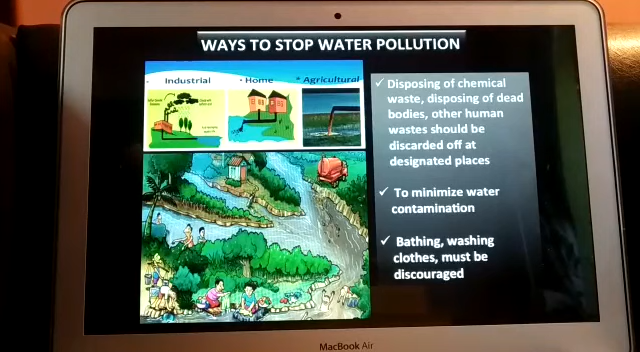 WAYS TO STOP WATER POLLUTION
Industrial • Home * Agricultural
✓ Disposing of chemical
waste, disposing of dead
bodies, other human
wastes should be
discarded off at
designated places
✓ To minimize water
contamination
✓ Bathing, washing
clothes, must be
discouraged
MacBook Air